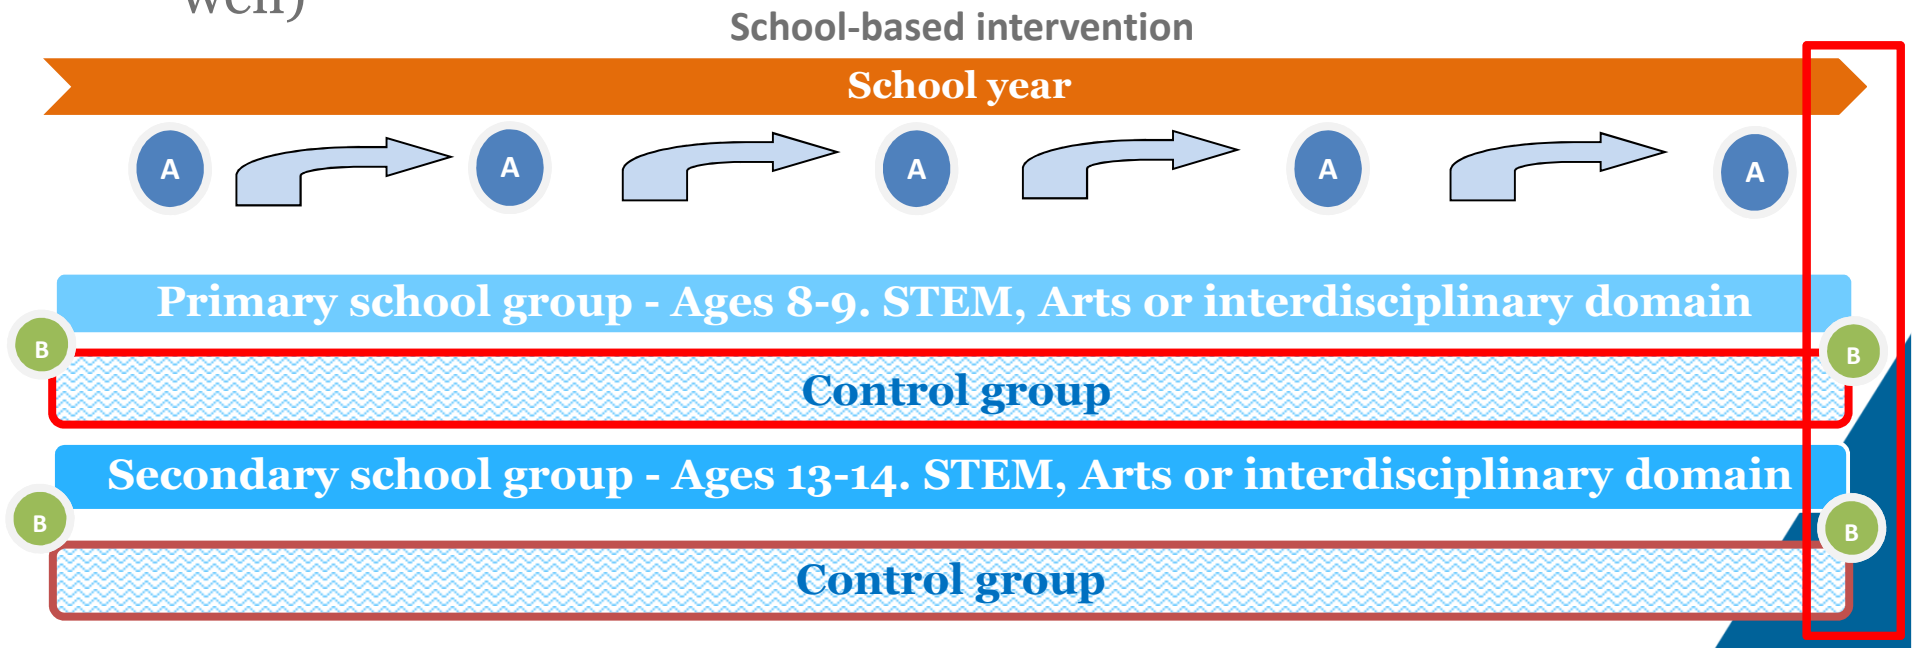 School-based intervention
School year
A A A A A
Primary school group - Ages 8-9. STEM, Arts or interdisciplinary domain
B B
Control group
Secondary school group - Ages 13-14. STEM, Arts or interdisciplinary domain
B B
Control group